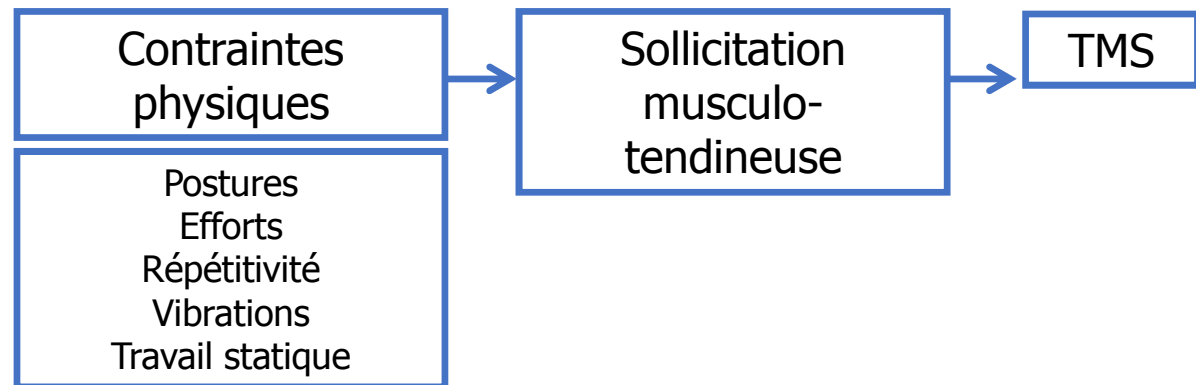 Contraintes
physiques
Sollicitation
musculo-
tendineuse
TMS
Postures
Efforts
Répétitivité
Vibrations
Travail statique